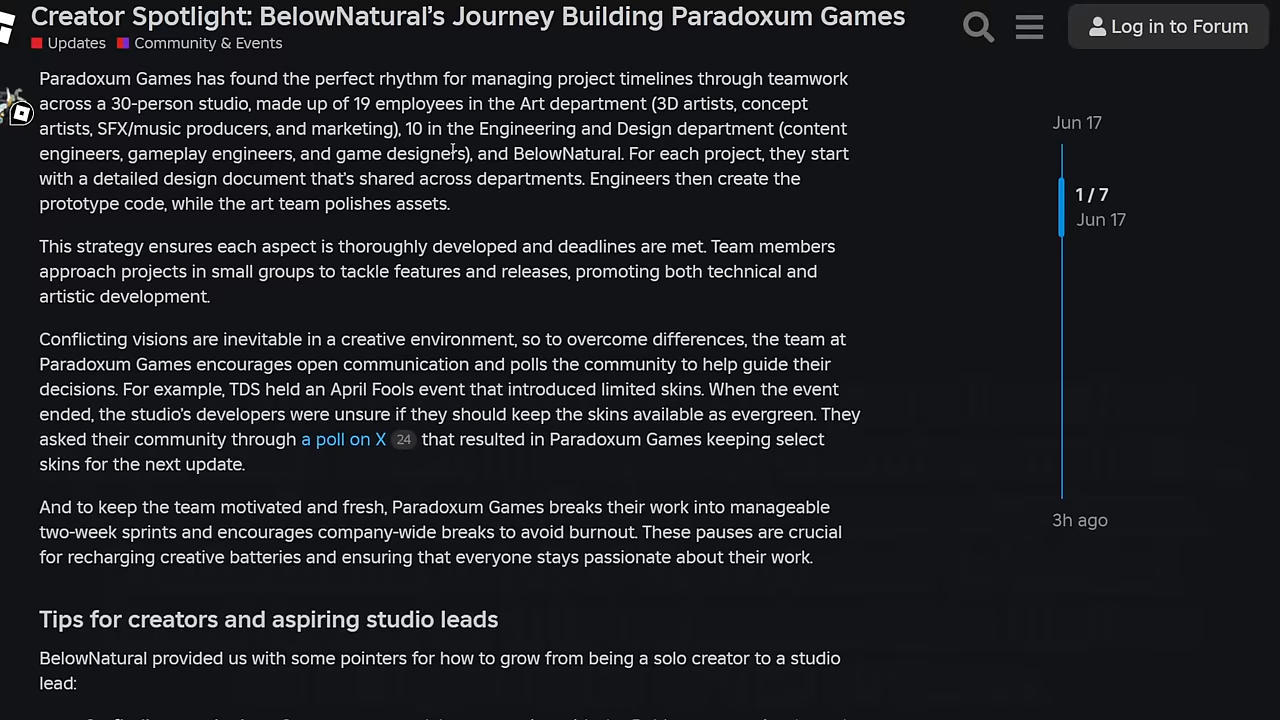 Creator Spotlight: BelowNatural's Journey Building Paradoxum Games
Updates Community & Events
Log in to Forum
Paradoxum Games has found the perfect rhythm for managing project timelines through teamwork
across a 30-person studio, made up of 19 employees in the Art department (3D artists, concept
artists, SFX/music producers, and marketing), 10 in the Engineering and Design department (content
engineers, gameplay engineers, and game designers), and BelowNatural. For each project, they start
with a detailed design document that's shared across departments. Engineers then create the
prototype code, while the art team polishes assets.
This strategy ensures each aspect is thoroughly developed and deadlines are met. Team members
approach projects in small groups to tackle features and releases, promoting both technical and
artistic development.
Conflicting visions are inevitable in a creative environment, so to overcome differences, the team at
Paradoxum Games encourages open communication and polls the community to help guide their
decisions. For example, TDS held an April Fools event that introduced limited skins. When the event
ended, the studio's developers were unsure if they should keep the skins available as evergreen. They
asked their community through a poll on X 24 that resulted in Paradoxum Games keeping select
skins for the next update.
And to keep the team motivated and fresh, Paradoxum Games breaks their work into manageable
two-week sprints and encourages company-wide breaks to avoid burnout. These pauses are crucial
for recharging creative batteries and ensuring that everyone stays passionate about their work.
Tips for creators and aspiring studio leads
BelowNatural provided us with some pointers for how to grow from being a solo creator to a studio
lead:
Jun 17
1 / 7
Jun 17
3h ago